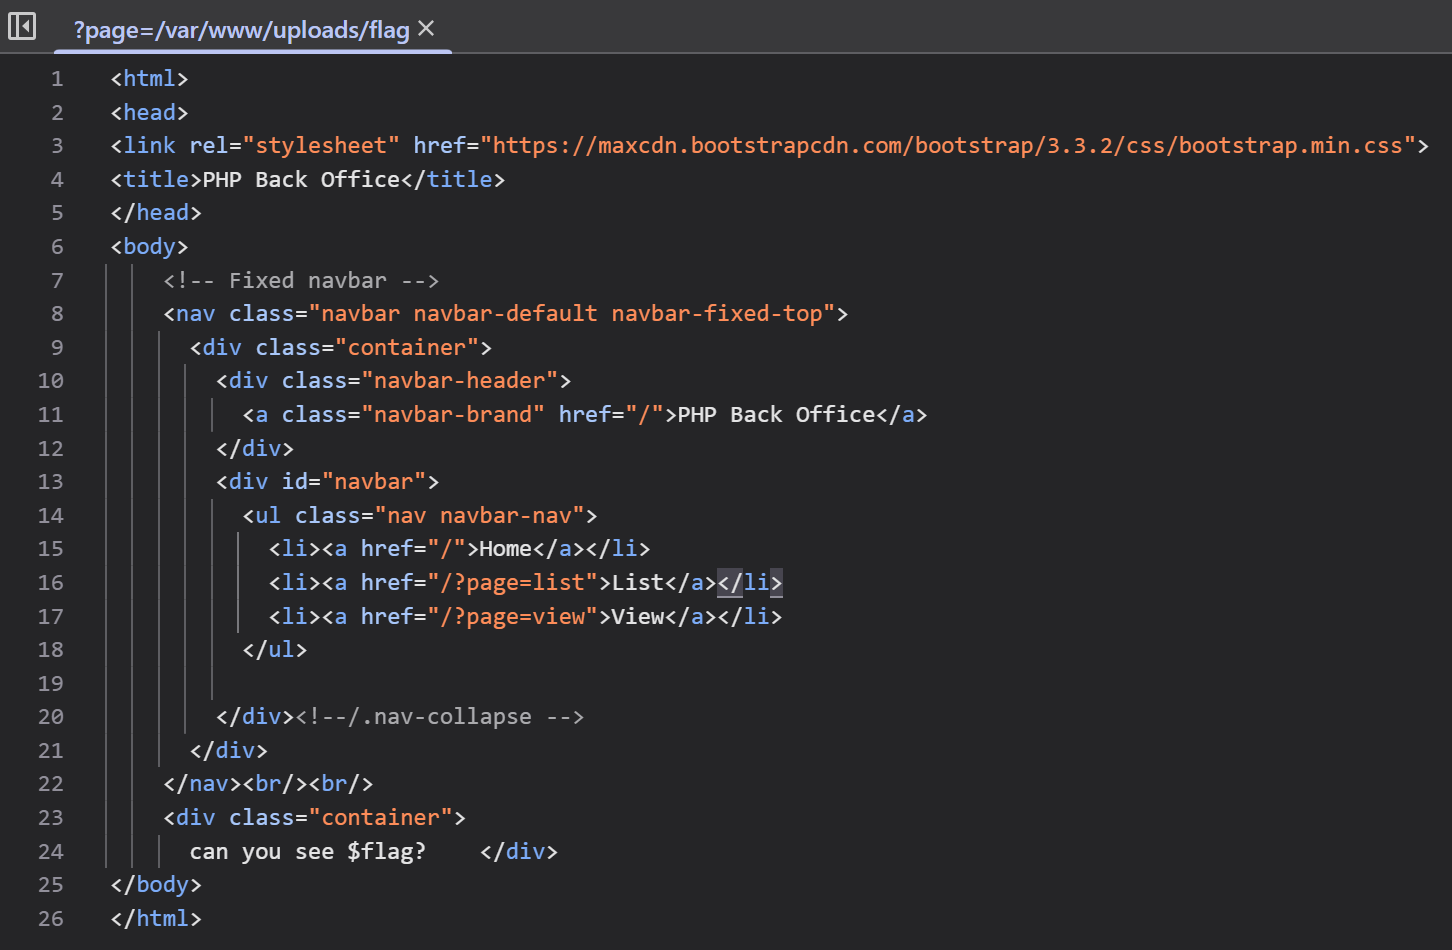 ?page=/var/www/uploads/flag
1 <html>
2 <head>
3 <link rel="stylesheet" href="https://maxcdn.bootstrapcdn.com/bootstrap/3.3.2/css/bootstrap.min.css">
4 <title>PHP Back Office</title>
5 </head>
6 <body>
7     <!-- Fixed navbar -->
8     <nav class="navbar navbar-default navbar-fixed-top">
9       <div class="container">
10         <div class="navbar-header">
11           <a class="navbar-brand" href="/">PHP Back Office</a>
12         </div>
13         <div id="navbar">
14           <ul class="nav navbar-nav">
15             <li><a href="/">Home</a></li>
16             <li><a href="/?page=list">List</a></li>
17             <li><a href="/?page=view">View</a></li>
18           </ul>
19
20         </div><!--/.nav-collapse -->
21       </div>
22     </nav><br/><br/>
23     <div class="container">
24       can you see $flag?    </div>
25 </body>
26 </html>